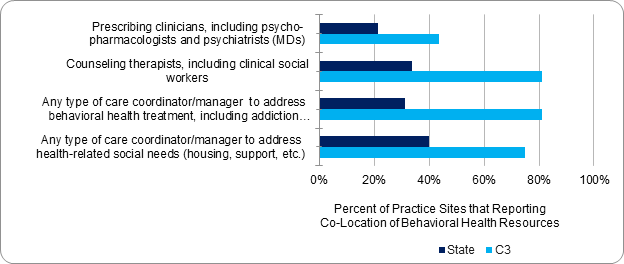 Prescribing clinicians, including psycho-
pharmacologists and psychiatrists (MDs)
Counseling therapists, including clinical social
workers
Any type of care coordinator/manager to address
behavioral health treatment, including addiction…
Any type of care coordinator/manager to address
health-related social needs (housing, support, etc.)
0% 20% 40% 60% 80% 100%
Percent of Practice Sites that Reporting
Co-Location of Behavioral Health Resources
State C3